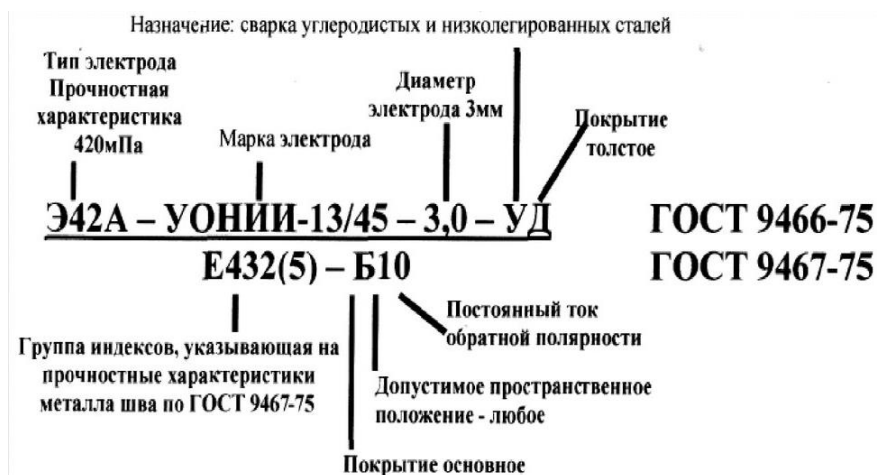 Назначение: сварка углеродистых и низколегированных сталей
Тип электрода
Прочностная
характеристика
420мПа
Марка электрода
Диаметр
электрода 3мм
Покрытие
толстое
Э42А – УОНИИ-13/45 – 3,0 – УД
ГОСТ 9466-75
Е432(5) – Б10
ГОСТ 9467-75
Группа индексов, указывающая на
прочностные характеристики
металла шва по ГОСТ 9467-75
Постоянный ток
обратной полярности
Допустимое пространственное
положение - любое
Покрытие основное